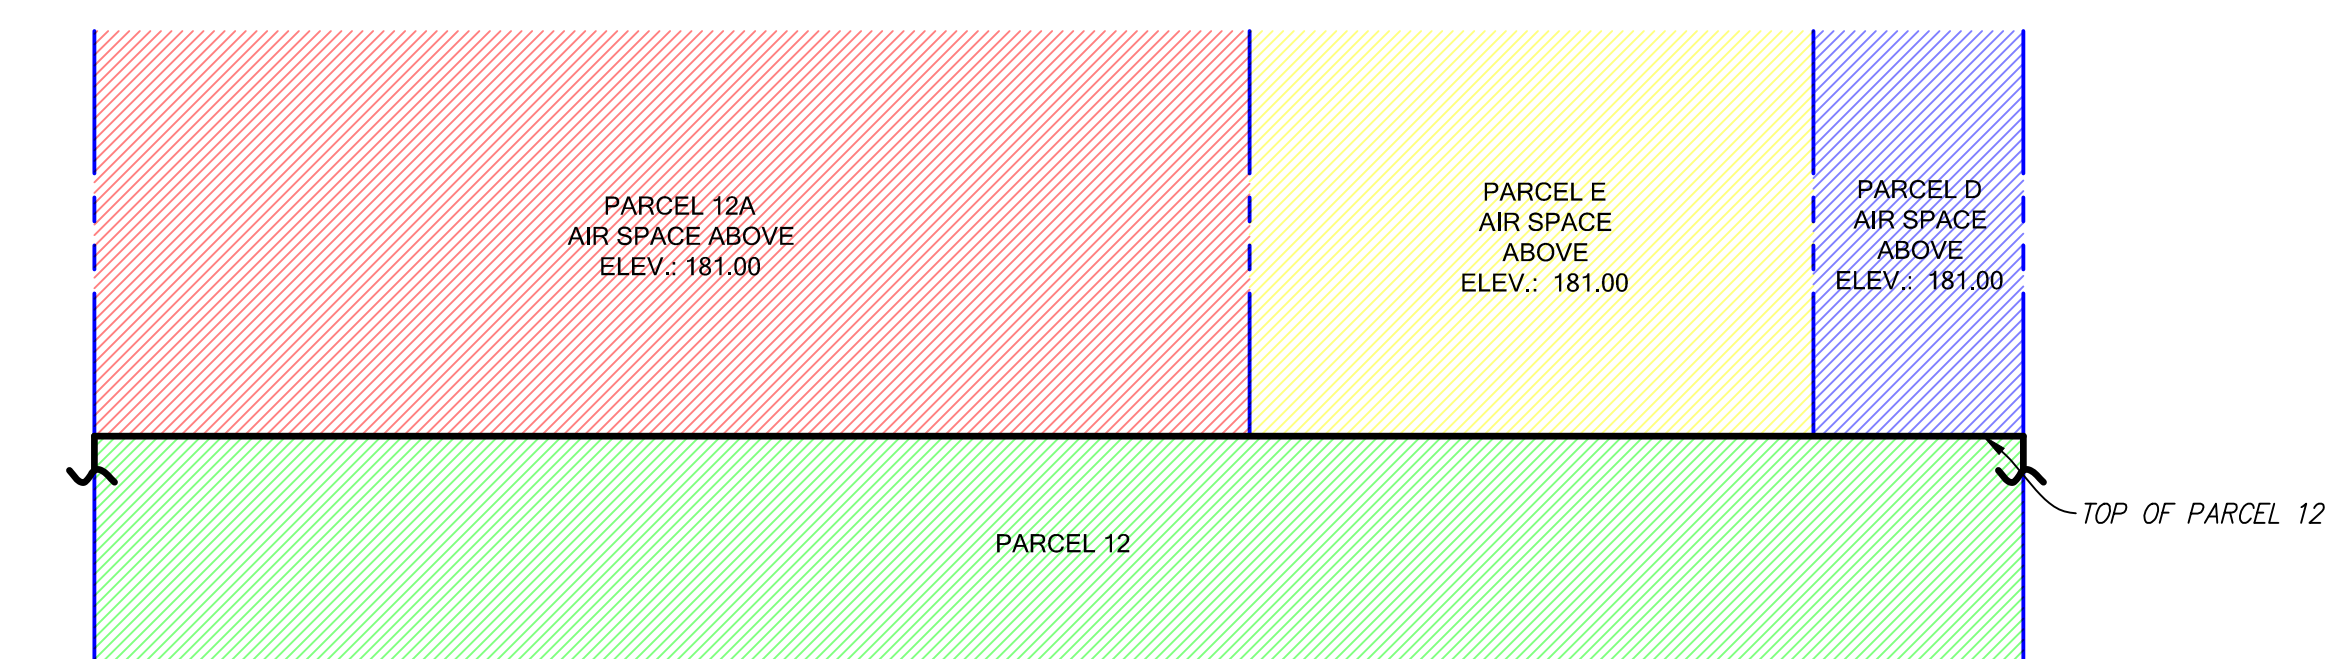 PARCEL 12A
AIR SPACE ABOVE
ELEV.: 181.00
PARCEL E
AIR SPACE
ABOVE
ELEV.:  181.00
PARCEL D
AIR SPACE
ABOVE
ELEV.:  181.00
TOP OF PARCEL 12
PARCEL 12